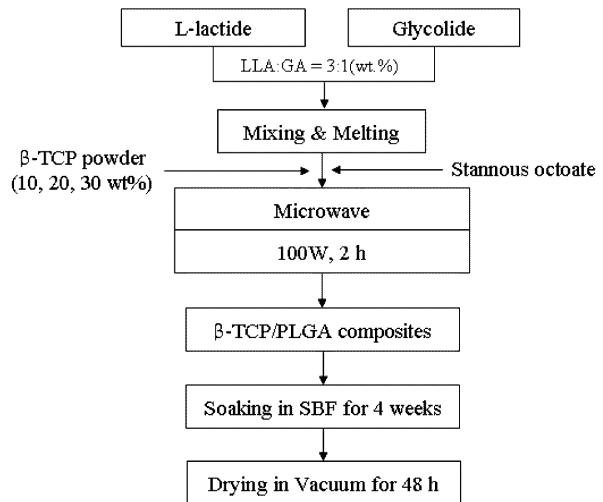 L-lactide
Glycolide
LLA:GA = 3:1(wt.%)
Mixing & Melting
β-TCP powder
(10, 20, 30 wt%)
Stannous octoate
Microwave
100W, 2 h
β-TCP/PLGA composites
Soaking in SBF for 4 weeks
Drying in Vacuum for 48 h